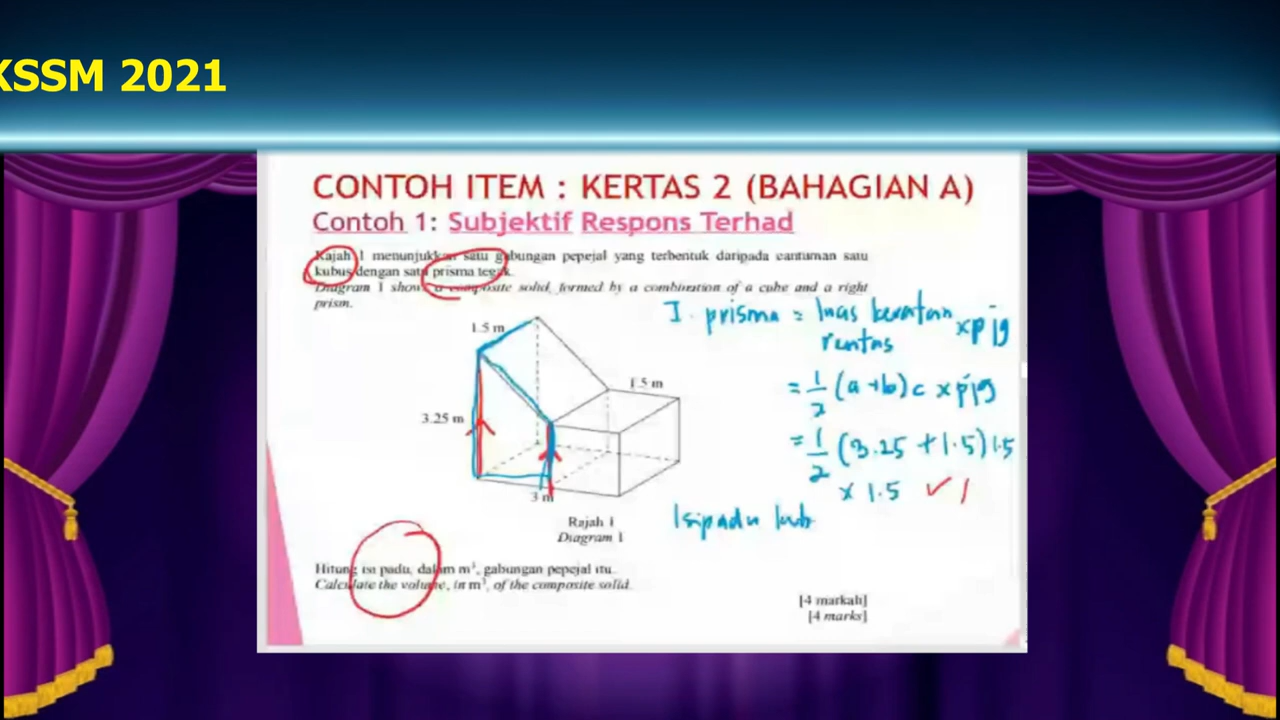 KSSM 2021
CONTOH ITEM : KERTAS 2 (BAHAGIAN A)
Contoh 1: Subjektif Respons Terhad
Rajah 1 menunjukkan satu gabungan pepejal yang terbentuk daripada cantuman satu
kubus dengan satu prisma tegak.
Diagram 1 shows a composite solid, formed by a combination of a cube and a right
prism.
I. prisma = luas keratan rentas x pjg
= 1/2 (a + b) c x pjg
= 1/2 (3.25 + 1.5) 1.5
x 1.5 ✓ 1
Isipadu kub
1.5 m
1.5 m
3.25 m
3 m
Rajah 1
Diagram 1
Hitung isi padu, dalam m³, gabungan pepejal itu.
Calculate the volume, in m³, of the composite solid.
[4 markah]
[4 marks]